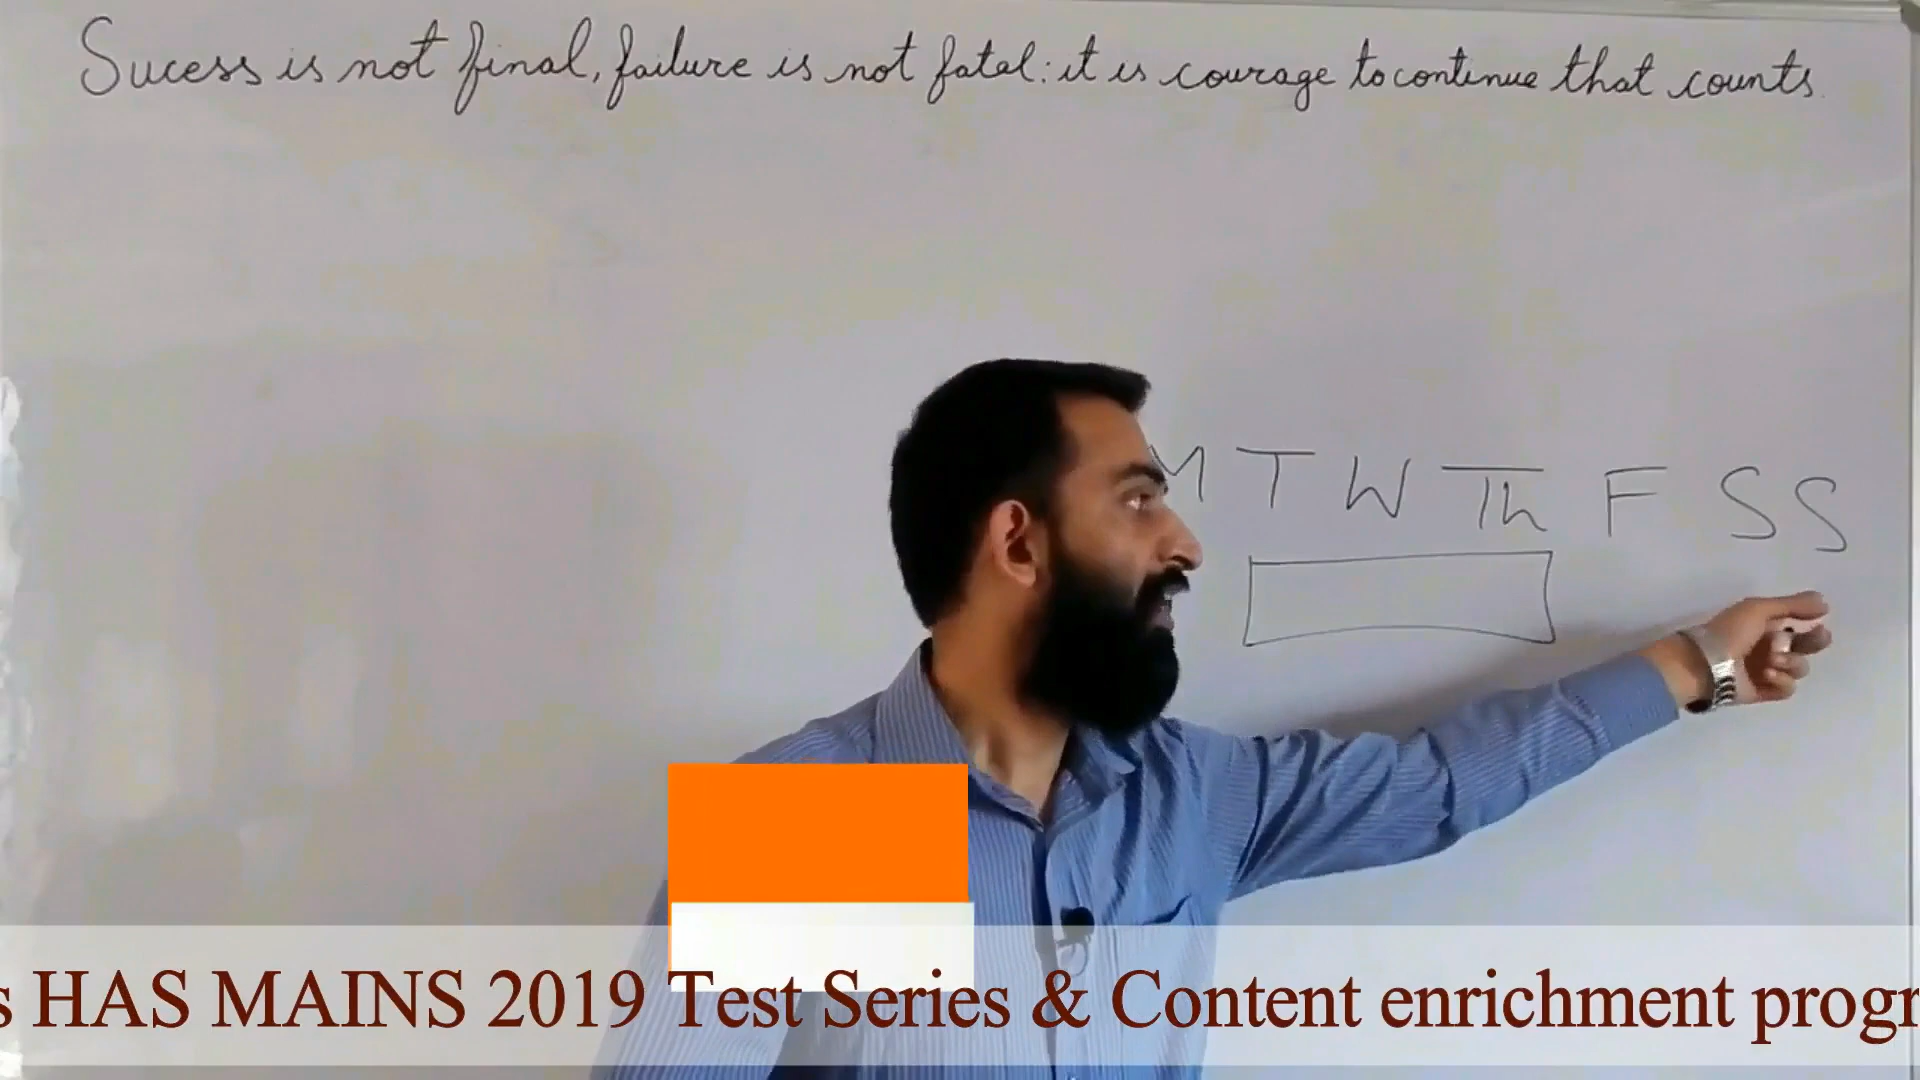 Sucess is not final, failure is not fatal: it is courage to continue that counts.
M T W Th F S S
s HAS MAINS 2019 Test Series & Content enrichment progr